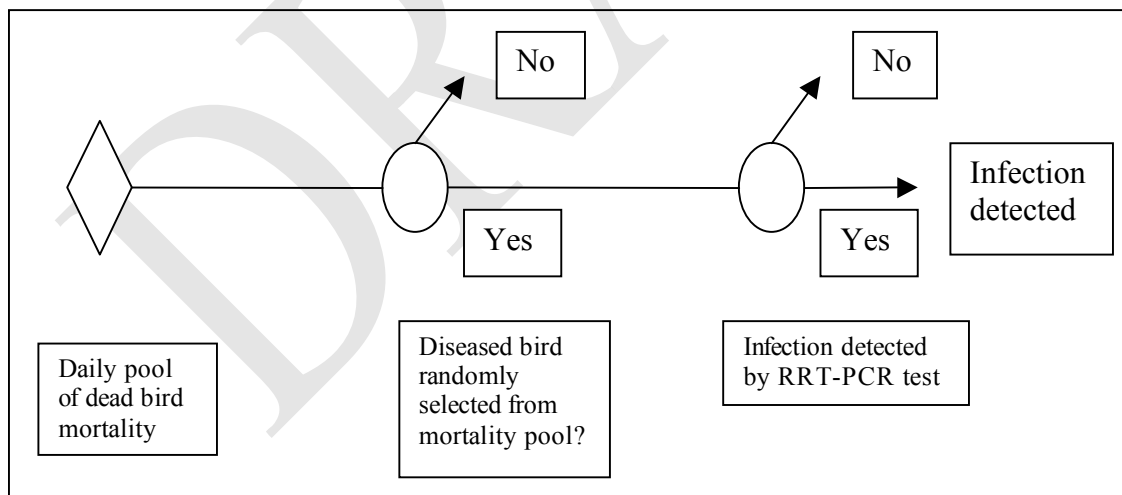 No
No
Infection
detected
Yes
Yes
Daily pool
of dead bird
mortality
Diseased bird
randomly
selected from
mortality pool?
Infection detected
by RRT-PCR test